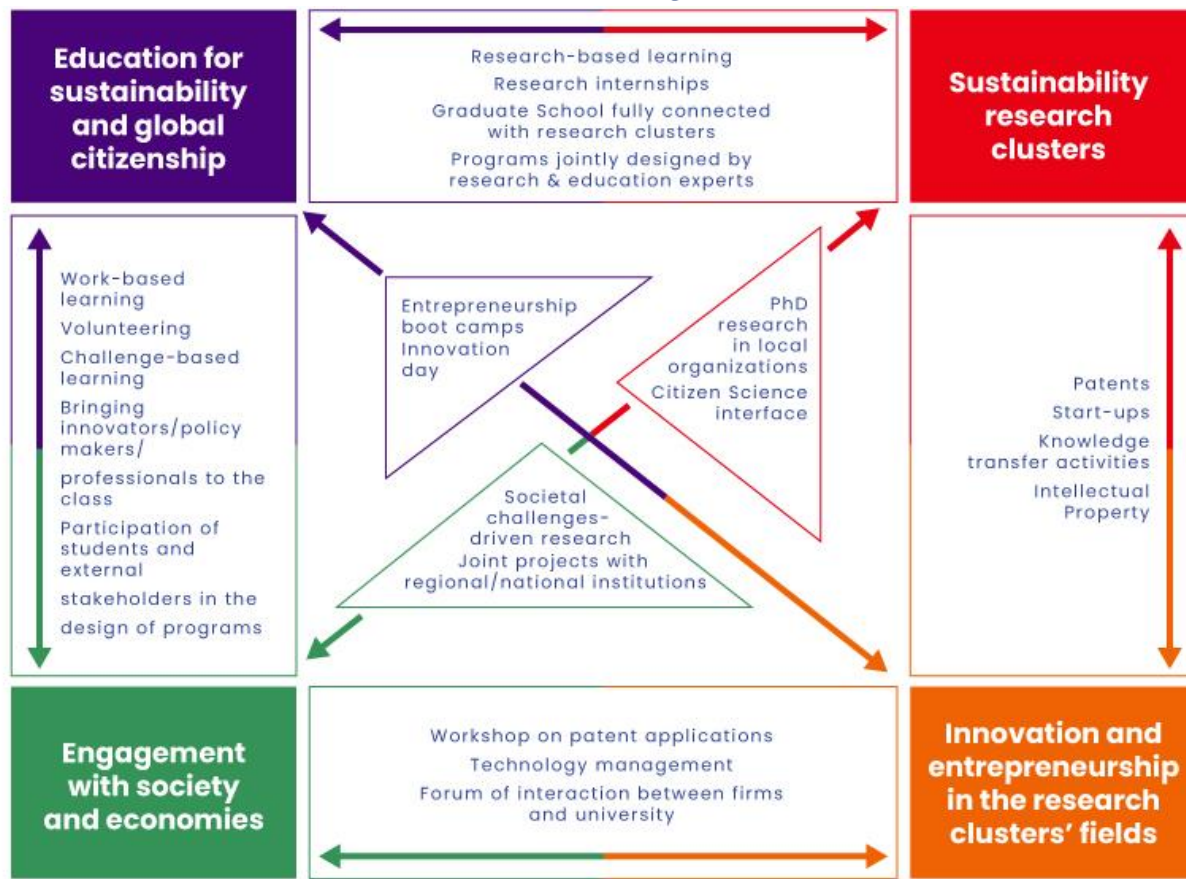 Education for
sustainability
and global
citizenship
Research-based learning
Research internships
Graduate School fully connected
with research clusters
Programs jointly designed by
research & education experts
Sustainability
research
clusters
Work-based
learning
Volunteering
Challenge-based
learning
Bringing
innovators/policy
makers/
professionals to the
class
Participation of
students and
external
stakeholders in the
design of programs
Entrepreneurship
boot camps
Innovation
day
PhD
research
in local
organizations
Citizen Science
interface
Societal
challenges-
driven research
Joint projects with
regional/national institutions
Patents
Start-ups
Knowledge
transfer activities
Intellectual
Property
Engagement
with society
and economies
Workshop on patent applications
Technology management
Forum of interaction between firms
and university
Innovation and
entrepreneurship
in the research
clusters’ fields